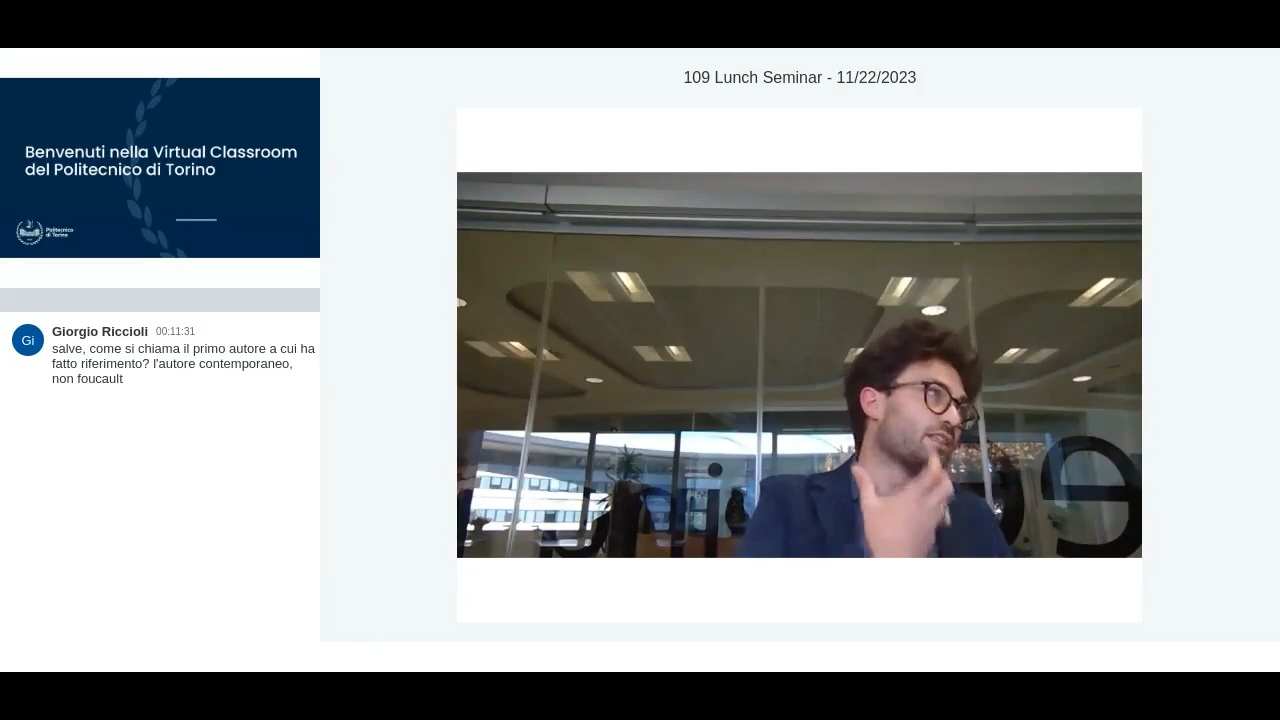 109 Lunch Seminar - 11/22/2023
Benvenuti nella Virtual Classroom
del Politecnico di Torino
Politecnico
di Torino
Gi
Giorgio Riccioli 00:11:31
salve, come si chiama il primo autore a cui ha
fatto riferimento? l'autore contemporaneo,
non foucault